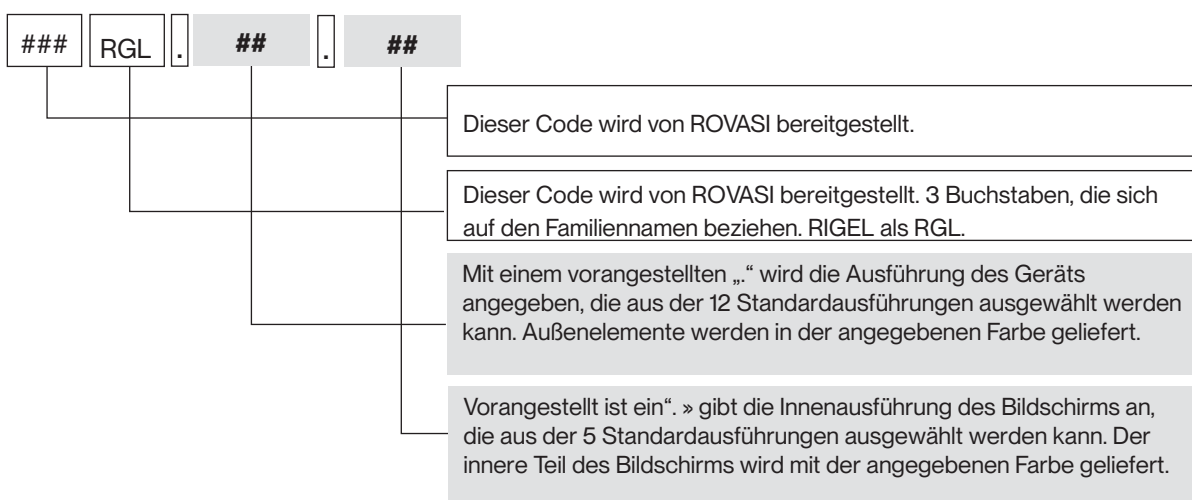 ### RGL . ## . ##
Dieser Code wird von ROVASI bereitgestellt.
Dieser Code wird von ROVASI bereitgestellt. 3 Buchstaben, die sich
auf den Familiennamen beziehen. RIGEL als RGL.
Mit einem vorangestellten „.“ wird die Ausführung des Geräts
angegeben, die aus der 12 Standardausführungen ausgewählt werden
kann. Außenelemente werden in der angegebenen Farbe geliefert.
Vorangestellt ist ein“. » gibt die Innenausführung des Bildschirms an,
die aus der 5 Standardausführungen ausgewählt werden kann. Der
innere Teil des Bildschirms wird mit der angegebenen Farbe geliefert.